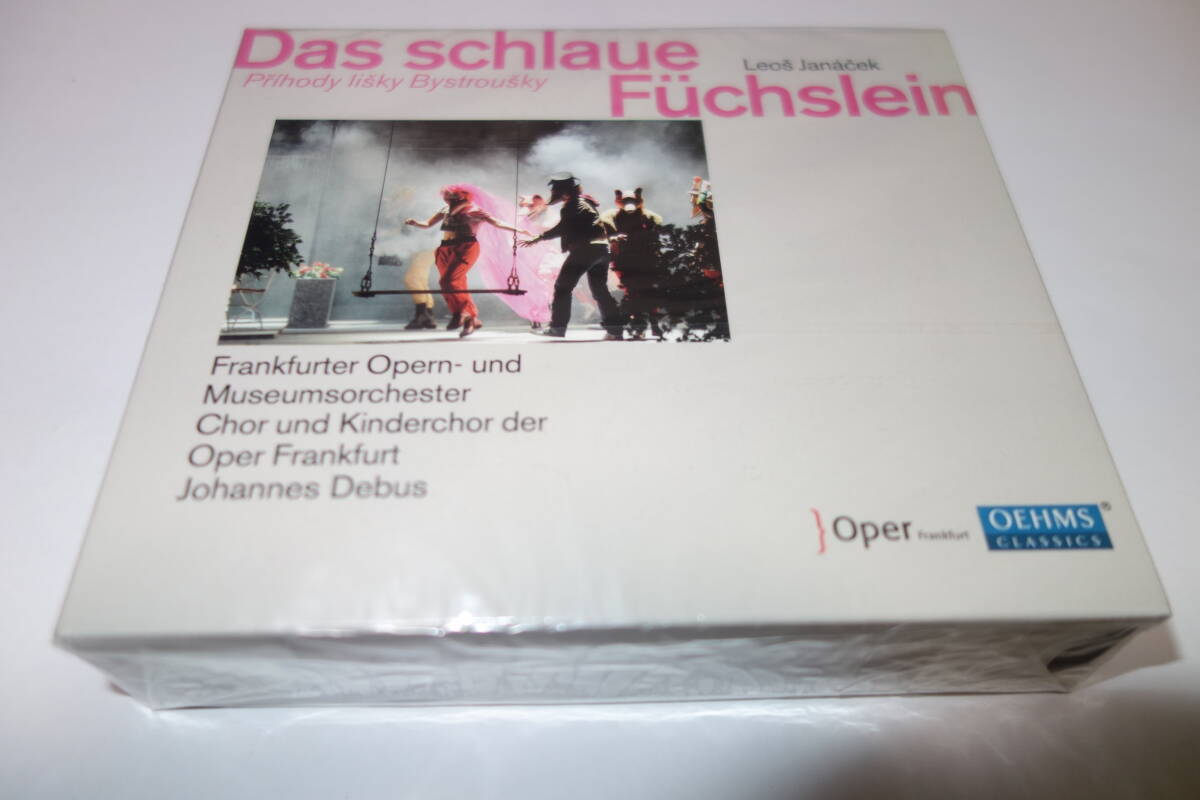 Das schlaue
Příhody lišky Bystroušky
Leoš Janáček
Füchslein
Frankfurter Opern- und
Museumsorchester
Chor und Kinderchor der
Oper Frankfurt
Johannes Debus
}Oper Frankfurt
OEHMS®
CLASSICS